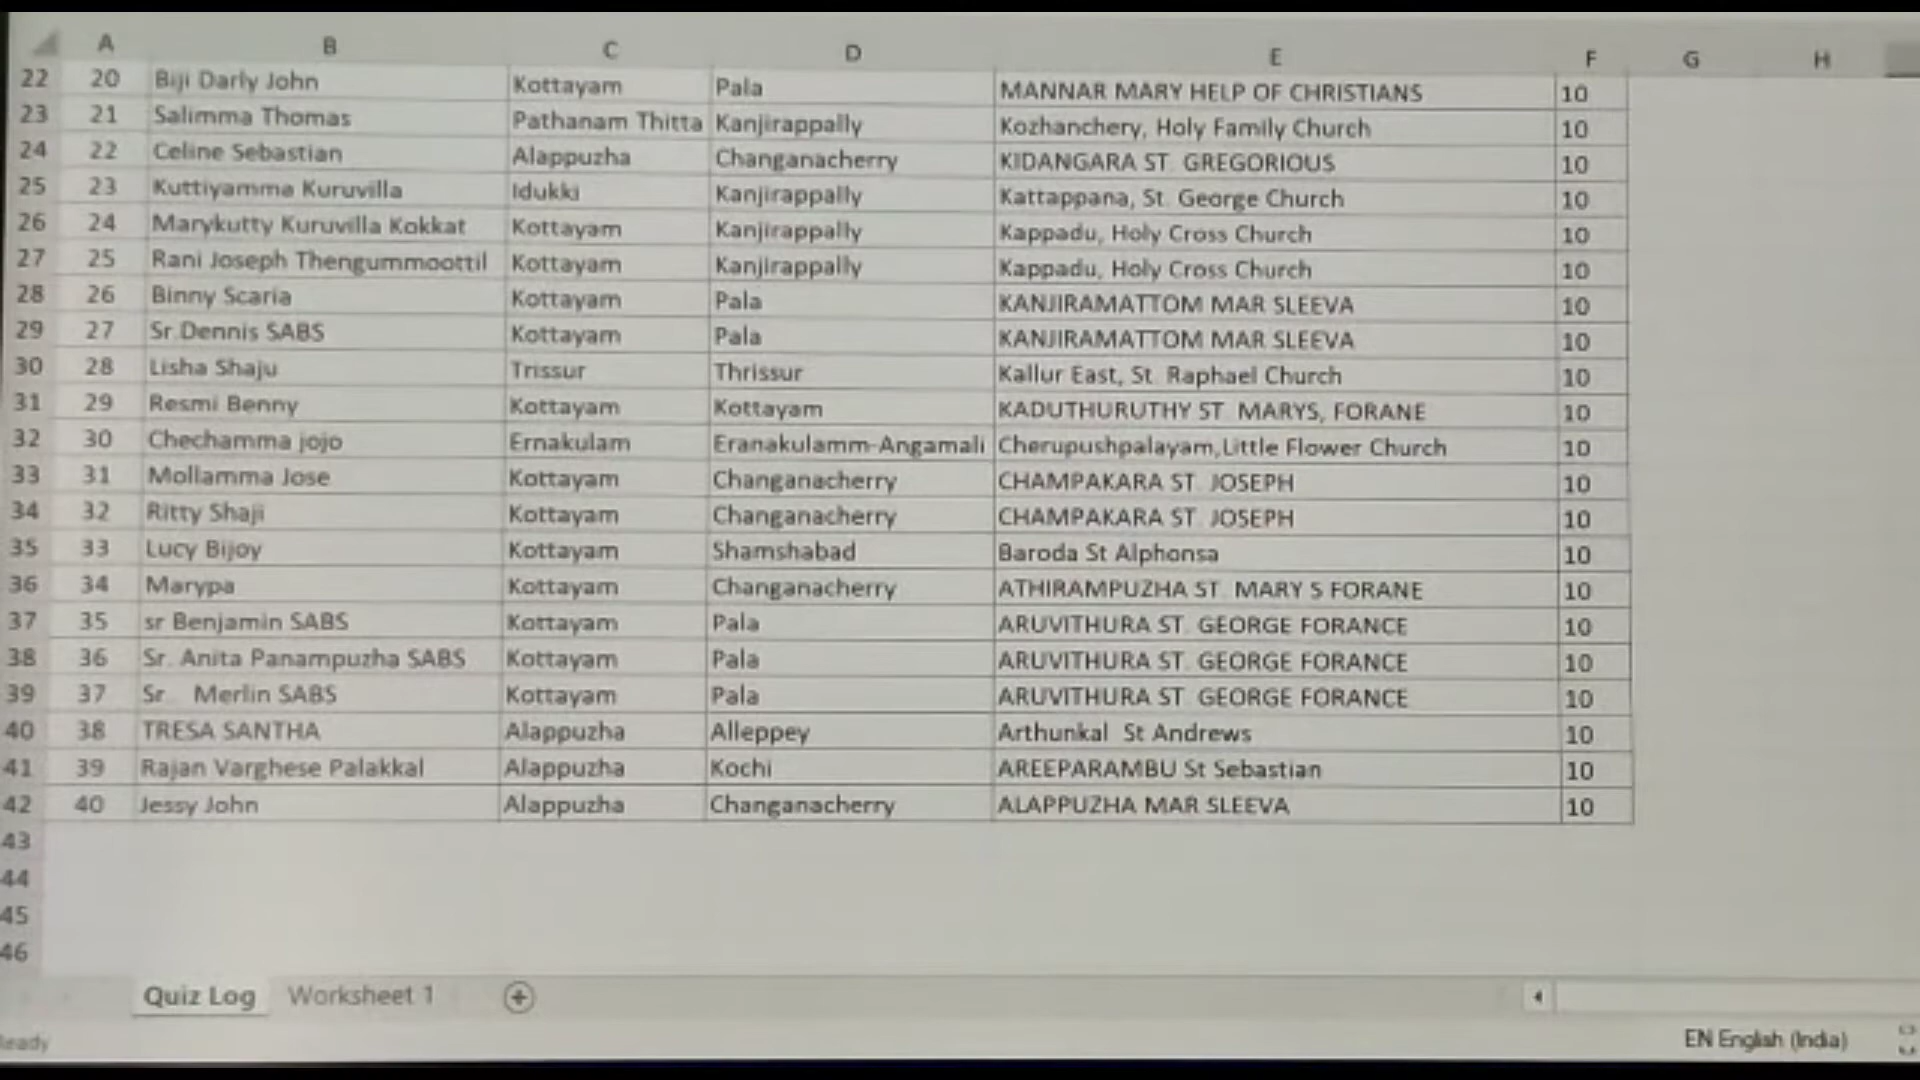 A B C D E F G H
22 20 Biji Darly John Kottayam Pala MANNAR MARY HELP OF CHRISTIANS 10
23 21 Salimma Thomas Pathanam Thitta Kanjirappally Kozhanchery, Holy Family Church 10
24 22 Celine Sebastian Alappuzha Changanacherry KIDANGARA ST GREGORIOUS 10
25 23 Kuttiyamma Kuruvilla Idukki Kanjirappally Kattappana, St. George Church 10
26 24 Marykutty Kuruvilla Kokkat Kottayam Kanjirappally Kappadu, Holy Cross Church 10
27 25 Rani Joseph Thengummoottil Kottayam Kanjirappally Kappadu, Holy Cross Church 10
28 26 Binny Scaria Kottayam Pala KANJIRAMATTOM MAR SLEEVA 10
29 27 Sr.Dennis SABS Kottayam Pala KANJIRAMATTOM MAR SLEEVA 10
30 28 Lisha Shaju Trissur Thrissur Kallur East, St. Raphael Church 10
31 29 Resmi Benny Kottayam Kottayam KADUTHURUTHY ST. MARYS, FORANE 10
32 30 Chechamma jojo Ernakulam Eranakulamm-Angamali Cherupushpalayam,Little Flower Church 10
33 31 Mollamma Jose Kottayam Changanacherry CHAMPAKARA ST. JOSEPH 10
34 32 Ritty Shaji Kottayam Changanacherry CHAMPAKARA ST. JOSEPH 10
35 33 Lucy Bijoy Kottayam Shamshabad Baroda St Alphonsa 10
36 34 Marypa Kottayam Changanacherry ATHIRAMPUZHA ST. MARY S FORANE 10
37 35 sr Benjamin SABS Kottayam Pala ARUVITHURA ST. GEORGE FORANCE 10
38 36 Sr. Anita Panampuzha SABS Kottayam Pala ARUVITHURA ST. GEORGE FORANCE 10
39 37 Sr. Merlin SABS Kottayam Pala ARUVITHURA ST. GEORGE FORANCE 10
40 38 TRESA SANTHA Alappuzha Alleppey Arthunkal St Andrews 10
41 39 Rajan Varghese Palakkal Alappuzha Kochi AREEPARAMBU St Sebastian 10
42 40 Jessy John Alappuzha Changanacherry ALAPPUZHA MAR SLEEVA 10
43
44
45
46
Quiz Log Worksheet 1
Ready EN English (India)